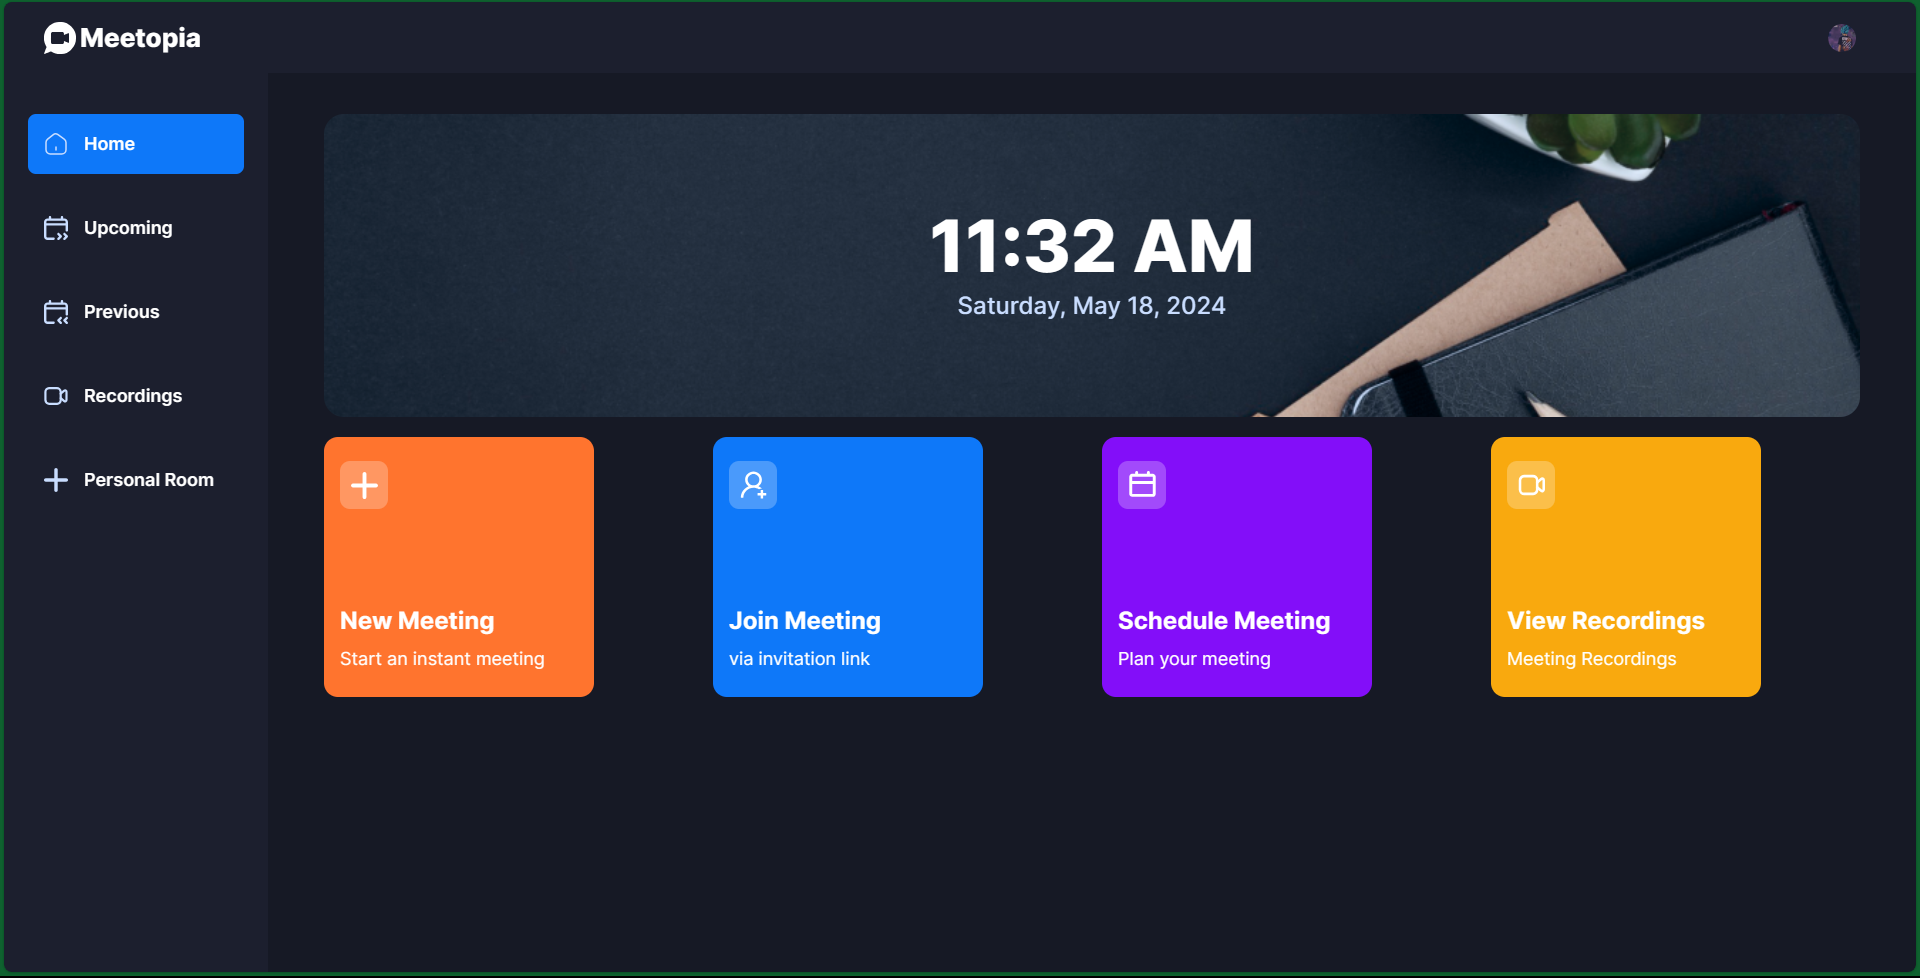 Meetopia
Home
Upcoming
Previous
Recordings
Personal Room
11:32 AM
Saturday, May 18, 2024
New Meeting
Start an instant meeting
Join Meeting
via invitation link
Schedule Meeting
Plan your meeting
View Recordings
Meeting Recordings